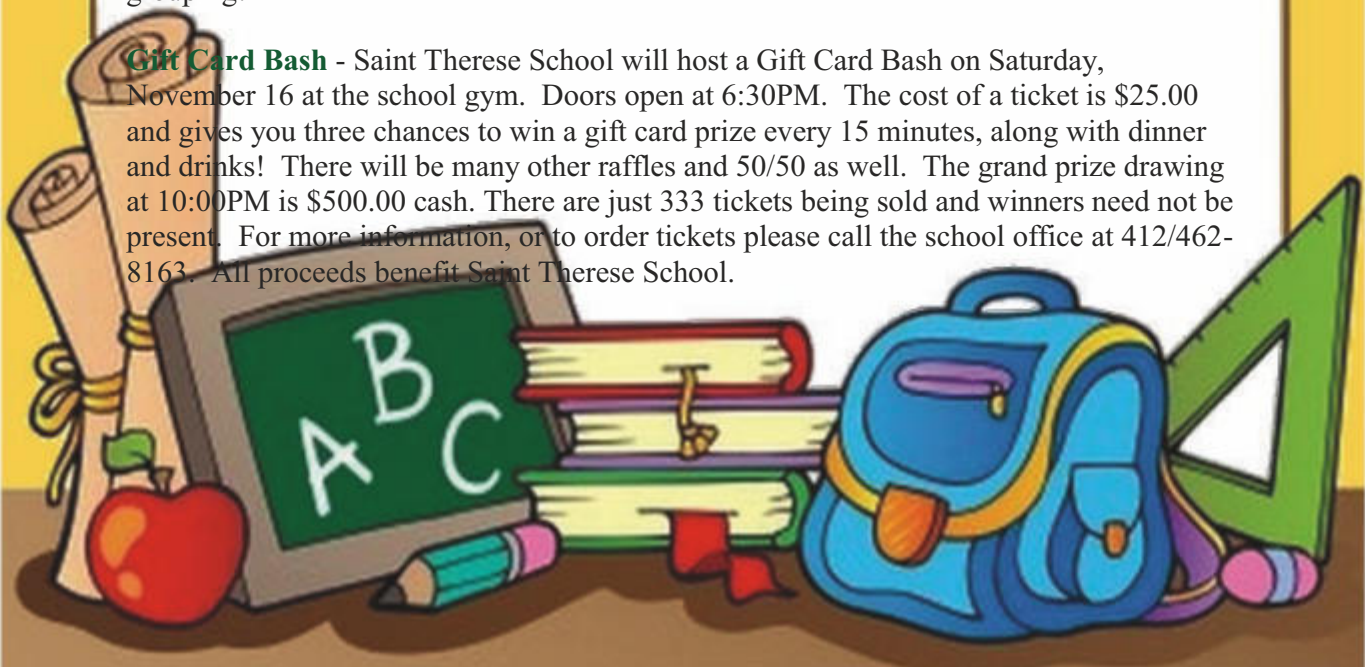 grouping.
Gift Card Bash - Saint Therese School will host a Gift Card Bash on Saturday,
November 16 at the school gym.  Doors open at 6:30PM.  The cost of a ticket is $25.00
and gives you three chances to win a gift card prize every 15 minutes, along with dinner
and drinks!  There will be many other raffles and 50/50 as well.  The grand prize drawing
at 10:00PM is $500.00 cash. There are just 333 tickets being sold and winners need not be
present.  For more information, or to order tickets please call the school office at 412/462-
8163.  All proceeds benefit Saint Therese School.
B
A C